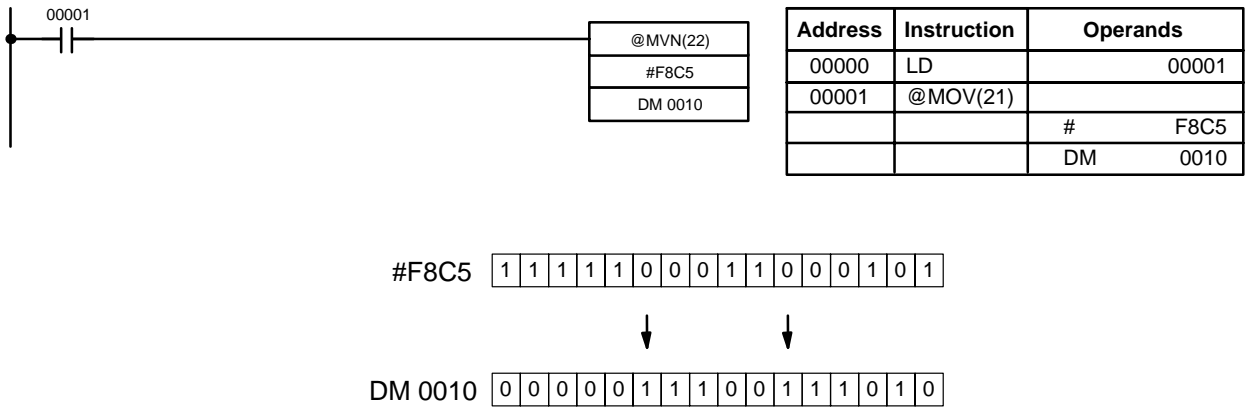 00001
@MVN(22)
#F8C5
DM 0010
Address Instruction Operands
00000 LD 00001
00001 @MOV(21)
# F8C5
DM 0010
#F8C5 1 1 1 1 1 0 0 0 1 1 0 0 0 1 0 1
DM 0010 0 0 0 0 0 1 1 1 0 0 1 1 1 0 1 0